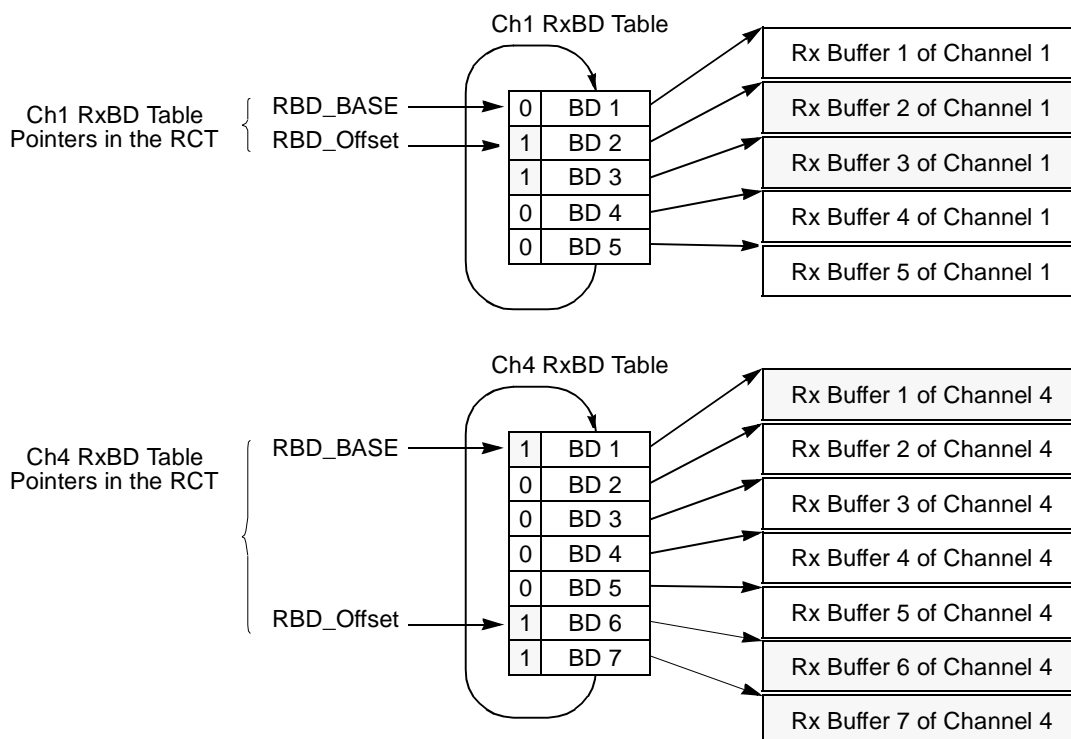 Ch1 RxBD Table
Ch1 RxBD Table
Pointers in the RCT
RBD_BASE
RBD_Offset
0 BD 1
1 BD 2
1 BD 3
0 BD 4
0 BD 5
Rx Buffer 1 of Channel 1
Rx Buffer 2 of Channel 1
Rx Buffer 3 of Channel 1
Rx Buffer 4 of Channel 1
Rx Buffer 5 of Channel 1
Ch4 RxBD Table
Ch4 RxBD Table
Pointers in the RCT
RBD_BASE
RBD_Offset
1 BD 1
0 BD 2
0 BD 3
0 BD 4
0 BD 5
1 BD 6
1 BD 7
Rx Buffer 1 of Channel 4
Rx Buffer 2 of Channel 4
Rx Buffer 3 of Channel 4
Rx Buffer 4 of Channel 4
Rx Buffer 5 of Channel 4
Rx Buffer 6 of Channel 4
Rx Buffer 7 of Channel 4